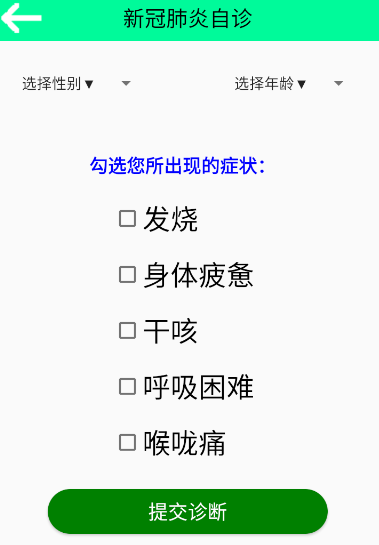 新冠肺炎自诊
选择性别▼ 选择年龄▼
勾选您所出现的症状：
发烧
身体疲惫
干咳
呼吸困难
喉咙痛
提交诊断